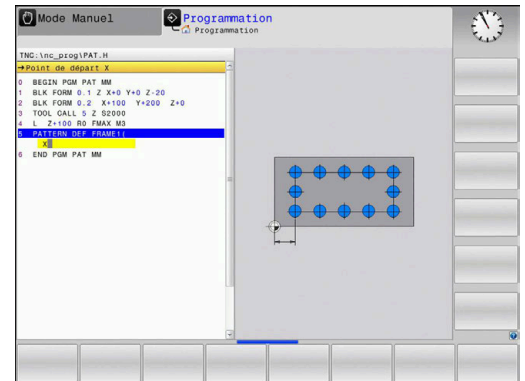 Mode Manuel
Programmation
Programmation
TNC:\nc_prog\PAT.H
→Point de départ X
0 BEGIN PGM PAT MM
1 BLK FORM 0.1 Z X+0 Y+0 Z-20
2 BLK FORM 0.2 X+100 Y+200 Z+0
3 TOOL CALL 5 Z S2000
4 L Z+100 R0 FMAX M3
5 PATTERN DEF FRAME1(
X
6 END PGM PAT MM